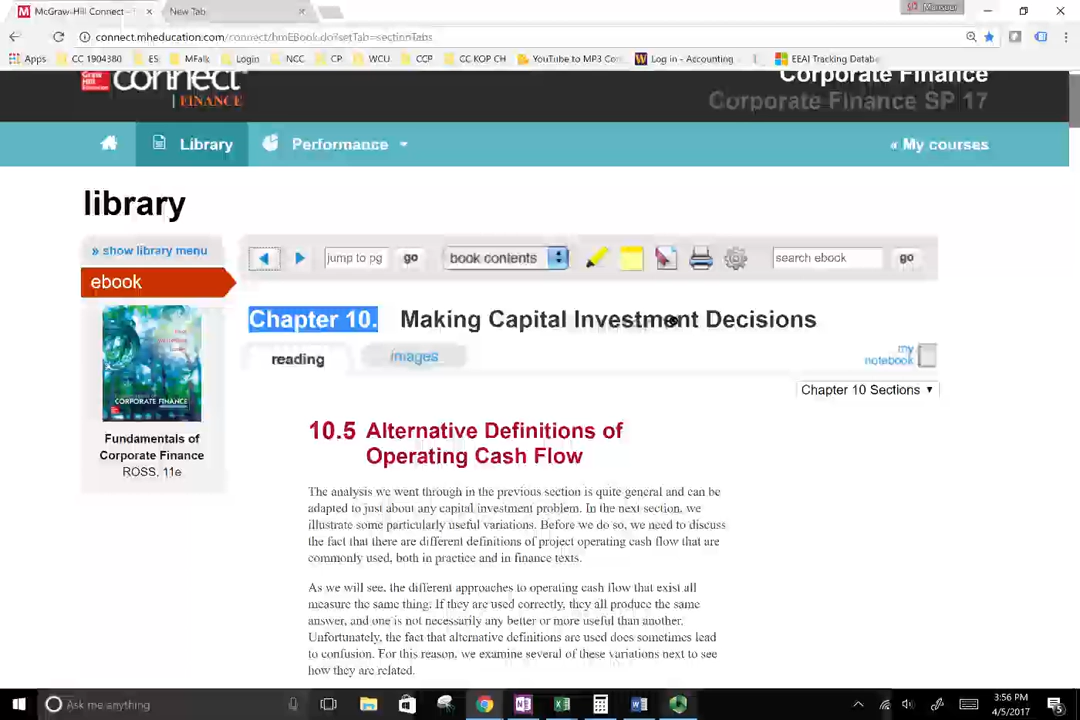 McGraw-Hill Connect -
New Tab
Mansour
connect.mheducation.com/connect/hmEBook.do?setTab=sectionTabs
Apps
CC 1904380
ES
MFalk
Login
NCC
CP
WCU
CCP
CC KOP CH
YouTube to MP3 Con
Log in - Accounting
EEAI Tracking Databa
Mc
Graw
Hill
connect
| FINANCE
Corporate Finance
Corporate Finance SP 17
Library
Performance
« My courses
library
» show library menu
jump to pg
go
book contents
search ebook
go
ebook
Chapter 10. Making Capital Investment Decisions
reading
images
my
notebook
Chapter 10 Sections
CORPORATE FINANCE
Fundamentals of
Corporate Finance
ROSS, 11e
10.5 Alternative Definitions of
Operating Cash Flow
The analysis we went through in the previous section is quite general and can be
adapted to just about any capital investment problem. In the next section, we
illustrate some particularly useful variations. Before we do so, we need to discuss
the fact that there are different definitions of project operating cash flow that are
commonly used, both in practice and in finance texts.
As we will see, the different approaches to operating cash flow that exist all
measure the same thing. If they are used correctly, they all produce the same
answer, and one is not necessarily any better or more useful than another.
Unfortunately, the fact that alternative definitions are used does sometimes lead
to confusion. For this reason, we examine several of these variations next to see
how they are related.
Ask me anything
3:56 PM
4/5/2017
5